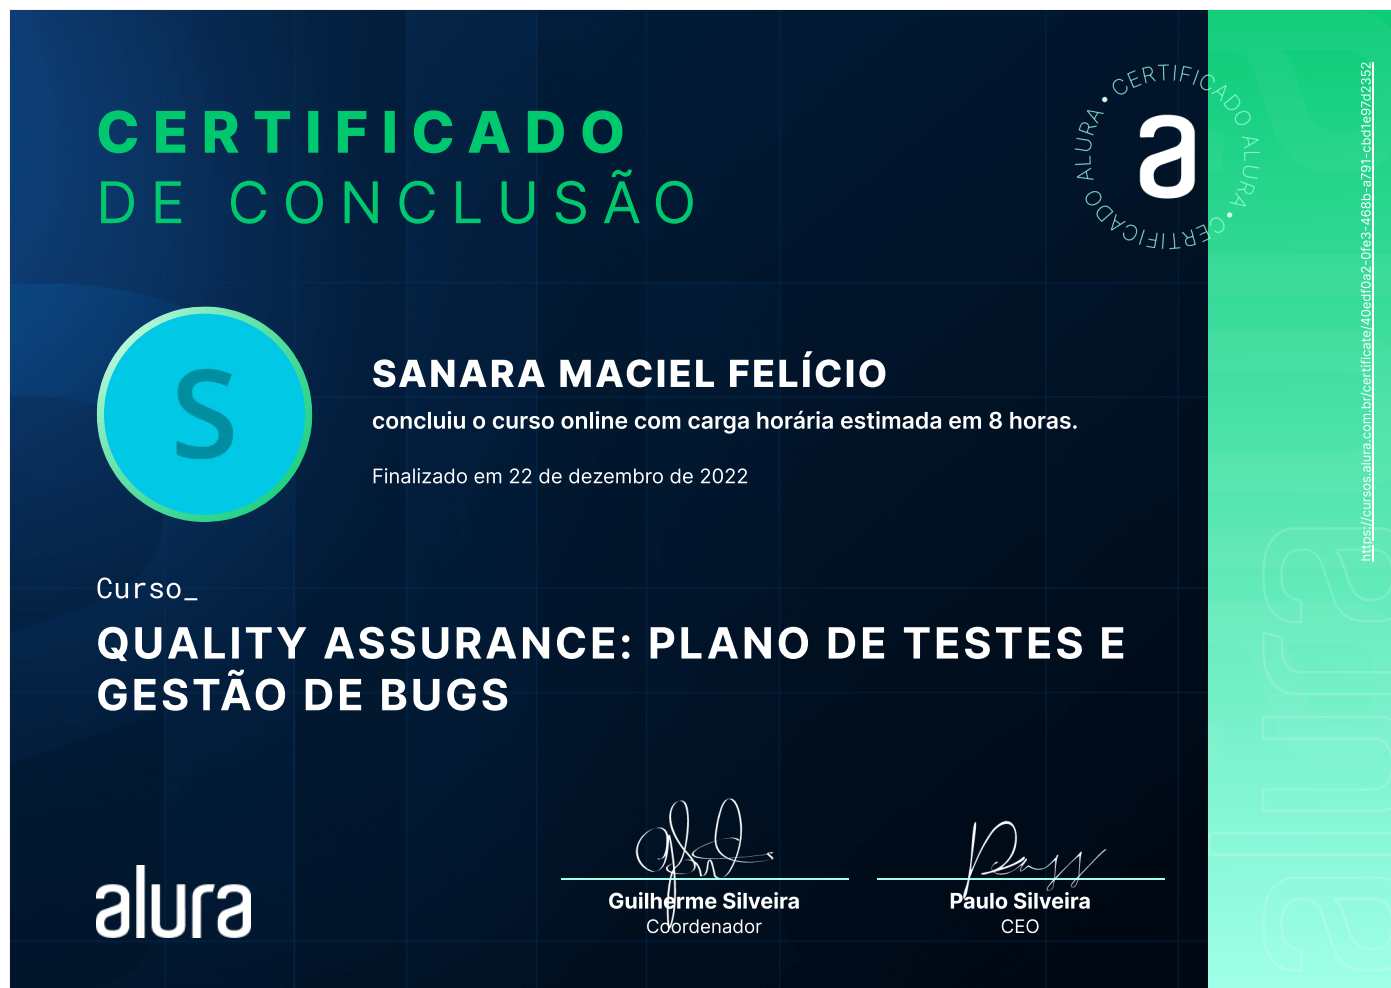 CERTIFICADO
DE CONCLUSÃO
CERTIFICADO ALURA • CERTIFICADO ALURA •
a
https://cursos.alura.com.br/certificate/40edf0a2-0fe3-468b-a791-cbd1e97d2352
S
SANARA MACIEL FELÍCIO
concluiu o curso online com carga horária estimada em 8 horas.
Finalizado em 22 de dezembro de 2022
Curso_
QUALITY ASSURANCE: PLANO DE TESTES E
GESTÃO DE BUGS
alura
Guilherme Silveira
Coordenador
Paulo Silveira
CEO
alura